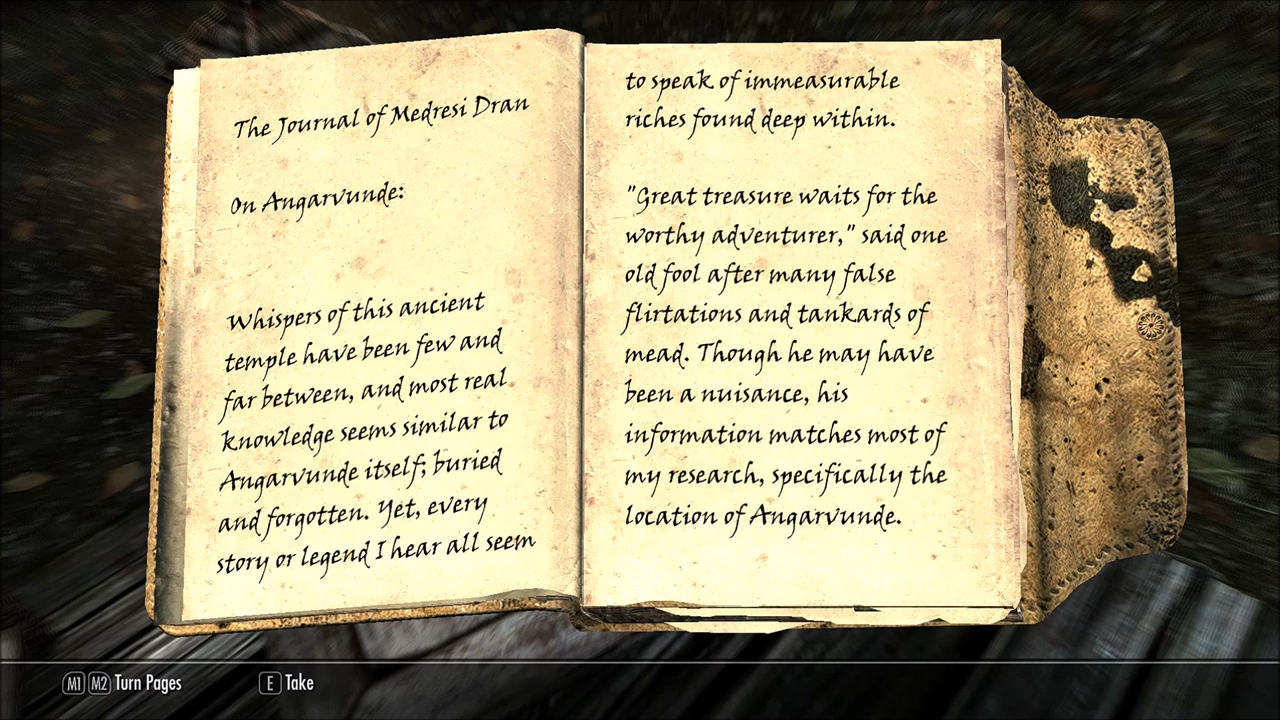 The Journal of Medresi Dran
On Angarvunde:
Whispers of this ancient
temple have been few and
far between, and most real
knowledge seems similar to
Angarvunde itself; buried
and forgotten. Yet, every
story or legend I hear all seem
to speak of immeasurable
riches found deep within.
"Great treasure waits for the
worthy adventurer," said one
old fool after many false
flirtations and tankards of
mead. Though he may have
been a nuisance, his
information matches most of
my research, specifically the
location of Angarvunde.
M1 M2 Turn Pages
E Take